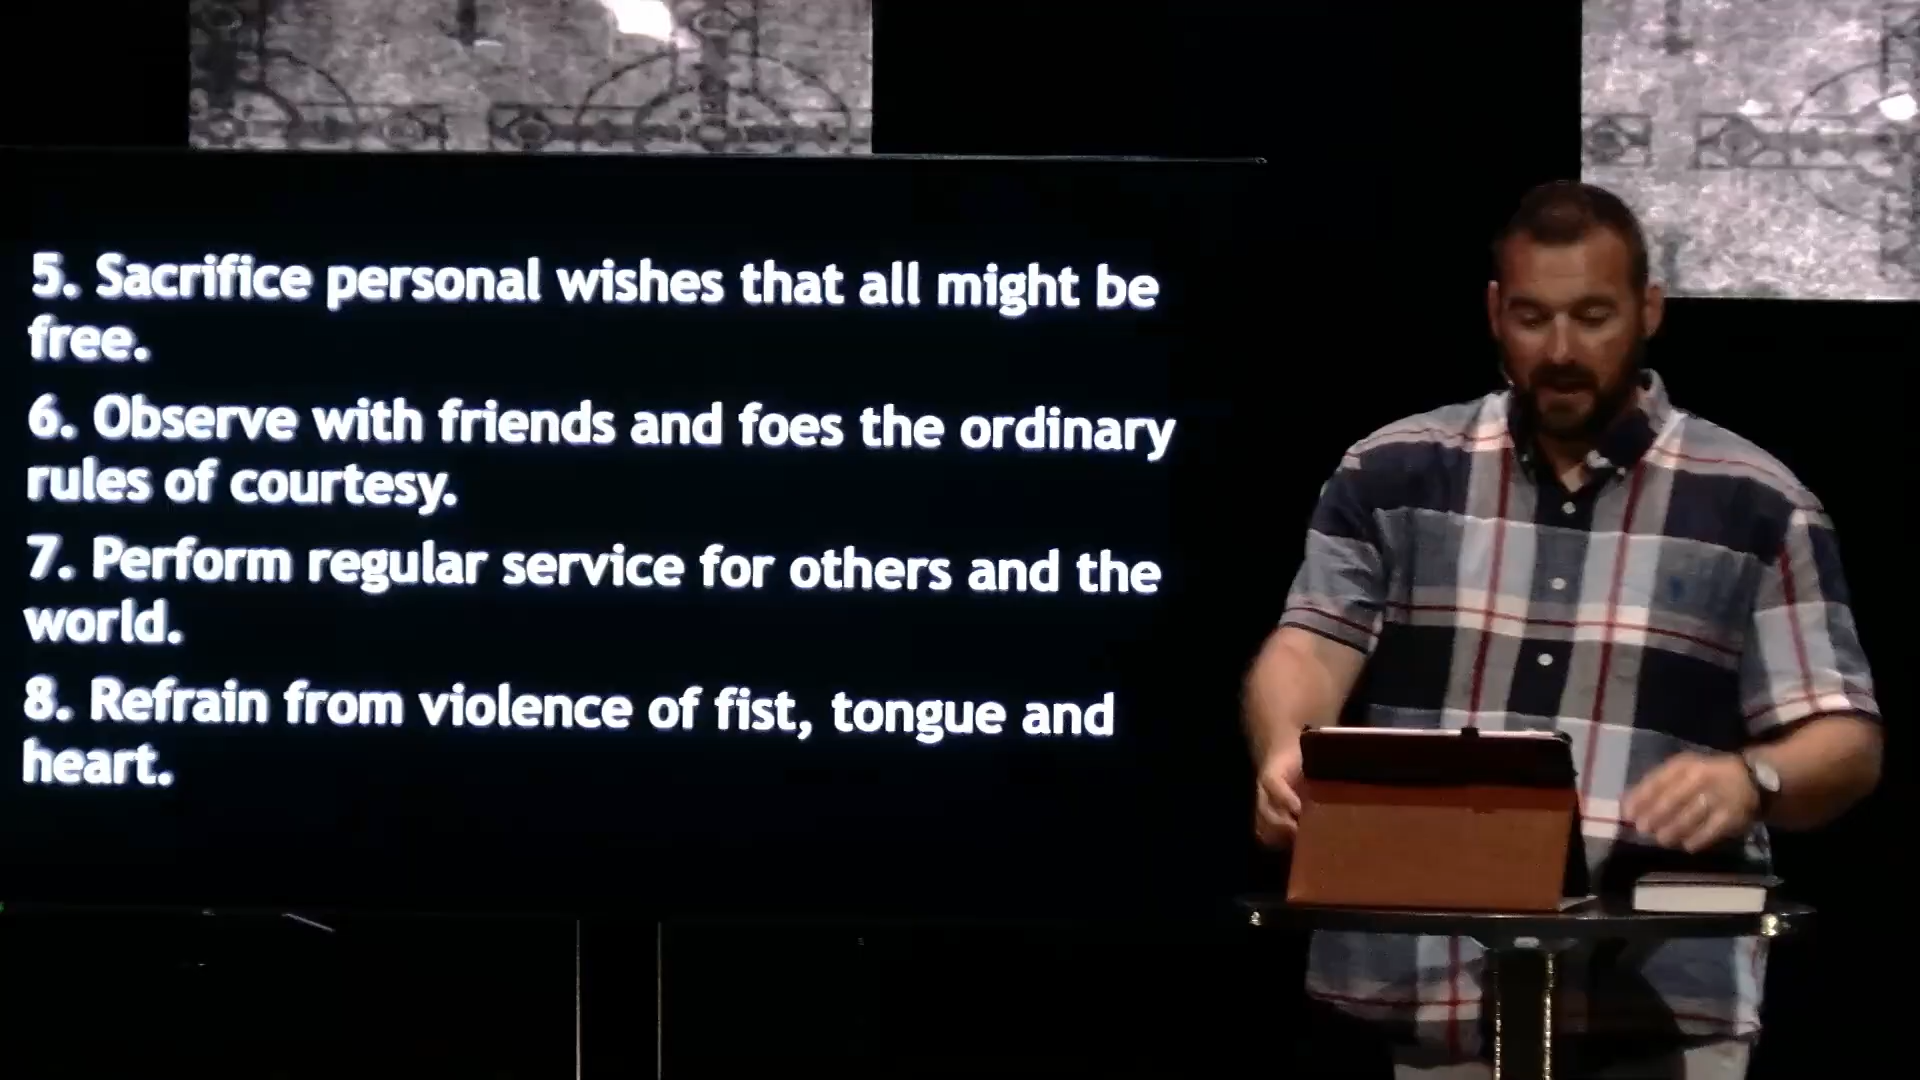 5. Sacrifice personal wishes that all might be
free.
6. Observe with friends and foes the ordinary
rules of courtesy.
7. Perform regular service for others and the
world.
8. Refrain from violence of fist, tongue and
heart.